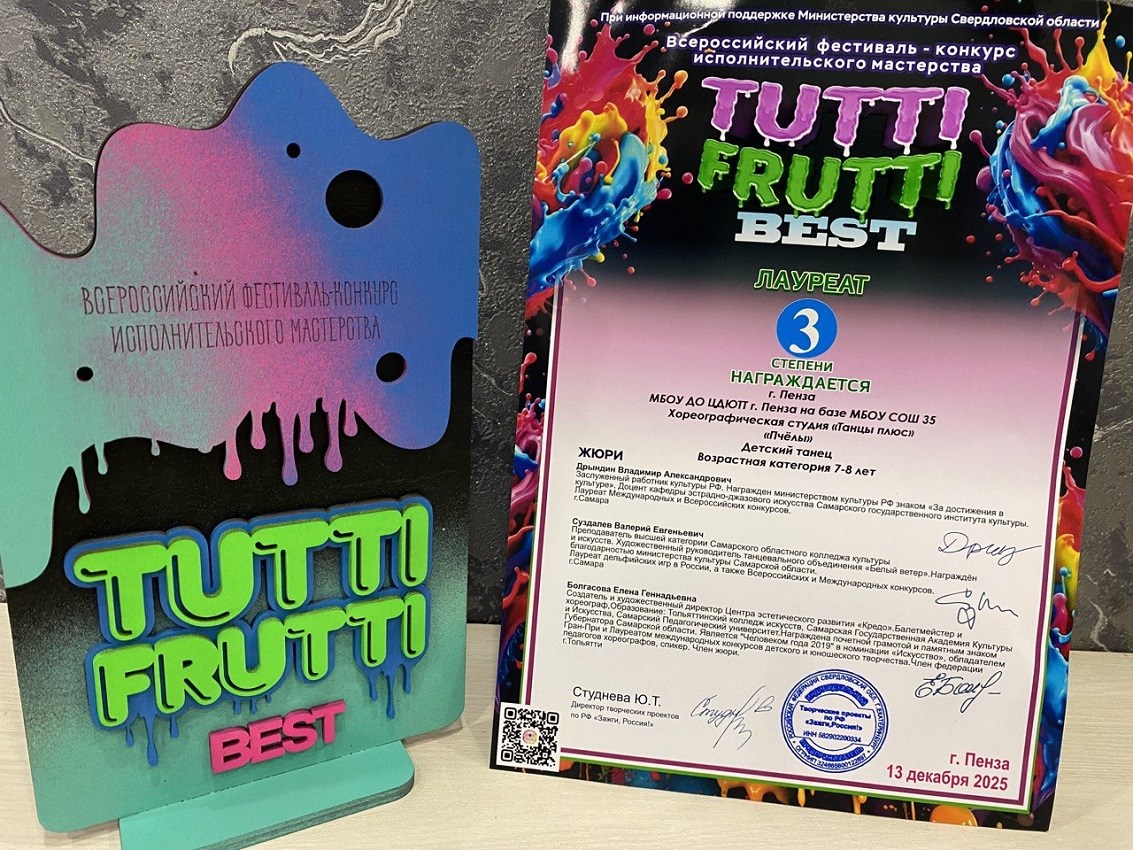 ВСЕРОССИЙСКИЙ ФЕСТИВАЛЬ-КОНКУРС
ИСПОЛНИТЕЛЬСКОГО МАСТЕРСТВА
TUTTI
FRUTTI
BEST
При информационной поддержке Министерства культуры Свердловской области
Всероссийский фестиваль - конкурс
исполнительского мастерства
TUTTI
FRUTTI
BEST
ЛАУРЕАТ
3
СТЕПЕНИ
НАГРАЖДАЕТСЯ
г. Пенза
МБОУ ДО ЦДЮТТ г. Пенза на базе МБОУ СОШ 35
Хореографическая студия «Танцы плюс»
«Пчёлы»
Детский танец
Возрастная категория 7-8 лет
ЖЮРИ
Дрындин Владимир Александрович
Заслуженный работник культуры РФ. Награжден министерством культуры РФ знаком «За достижения в
культуре». Доцент кафедры эстрадно-джазового искусства Самарского государственного института культуры.
Лауреат Международных и Всероссийских конкурсов.
г.Самара
Суздалев Валерий Евгеньевич
Преподаватель высшей категории Самарского областного колледжа культуры
и искусств. Художественный руководитель танцевального объединения «Белый ветер».Награждён
благодарностью министерства культуры Самарской области.
Лауреат дельфийских игр в России, а также Всероссийских и Международных конкурсов.
г.Самара
Болгасова Елена Геннадьевна
Создатель и художественный директор Центра эстетического развития «Кредо».Балетмейстер и
хореограф,Образование: Тольяттинский колледж искусств, Самарская Государственная Академия Культуры
и Искусства, Самарский Педагогический университет.Награждена почетной грамотой и памятным знаком
Губернатора Самарской области. Является "Человеком года 2019" в номинации «Искусство», обладателем
Гран-При и Лауреатом международных конкурсов детского и юношеского творчества.Член федерации
педагогов хореографов, спикер. Член жюри.
г.Тольятти
Студнева Ю.Т.
Директор творческих проектов
по РФ «Зажги, Россия!»
Творческие проекты
по РФ
«Зажги,Россия!»
ИНН 582902290334
г. Пенза
13 декабря 2025